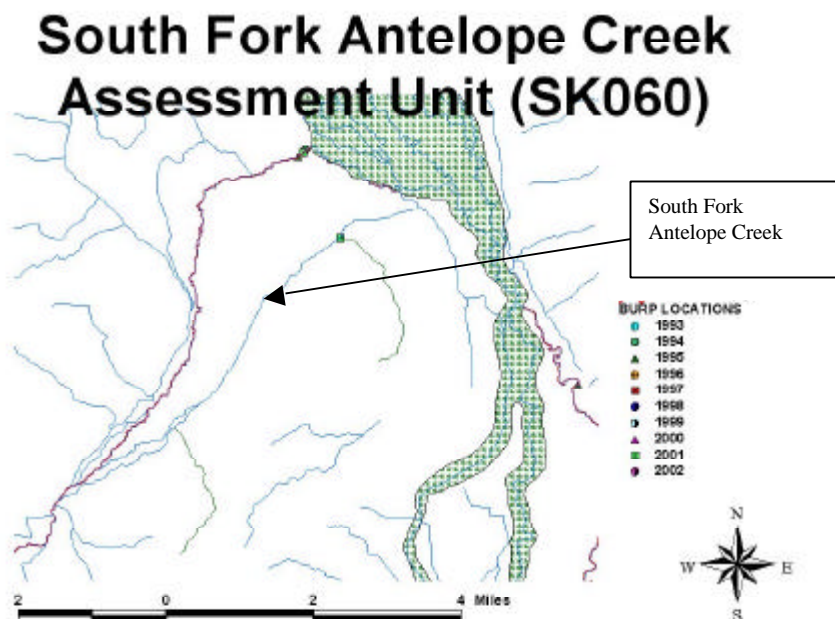 South Fork Antelope Creek
Assessment Unit (SK060)
South Fork
Antelope Creek
BURP LOCATIONS
1993
1994
1995
1996
1997
1998
1999
2000
2001
2002
N
W E
S
2 0 2 4 Miles